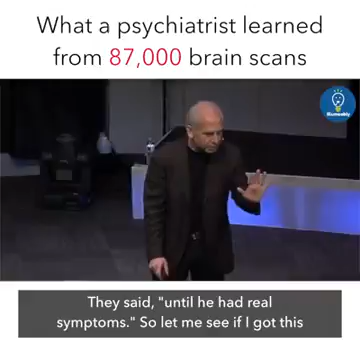 What a psychiatrist learned
from 87,000 brain scans
Illumeably
They said, "until he had real
symptoms." So let me see if I got this